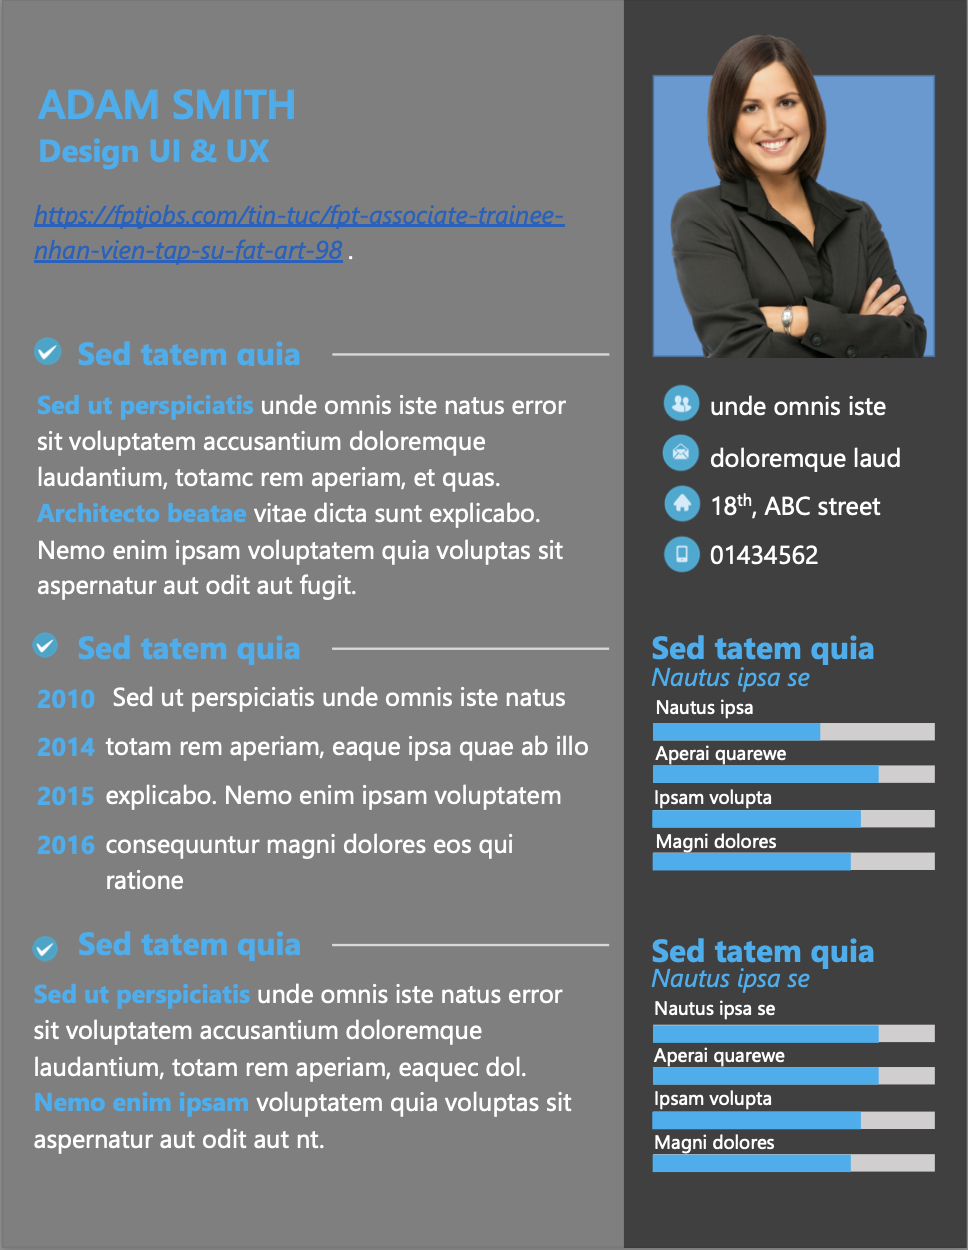 ADAM SMITH
Design UI & UX
https://fptjobs.com/tin-tuc/fpt-associate-trainee-
nhan-vien-tap-su-fat-art-98 .
Sed tatem quia
Sed ut perspiciatis unde omnis iste natus error
sit voluptatem accusantium doloremque
laudantium, totamc rem aperiam, et quas.
Architecto beatae vitae dicta sunt explicabo.
Nemo enim ipsam voluptatem quia voluptas sit
aspernatur aut odit aut fugit.
Sed tatem quia
2010 Sed ut perspiciatis unde omnis iste natus
2014 totam rem aperiam, eaque ipsa quae ab illo
2015 explicabo. Nemo enim ipsam voluptatem
2016 consequuntur magni dolores eos qui
ratione
Sed tatem quia
Sed ut perspiciatis unde omnis iste natus error
sit voluptatem accusantium doloremque
laudantium, totam rem aperiam, eaquec dol.
Nemo enim ipsam voluptatem quia voluptas sit
aspernatur aut odit aut nt.
unde omnis iste
doloremque laud
18th, ABC street
01434562
Sed tatem quia
Nautus ipsa se
Nautus ipsa
Aperai quarewe
Ipsam volupta
Magni dolores
Sed tatem quia
Nautus ipsa se
Nautus ipsa se
Aperai quarewe
Ipsam volupta
Magni dolores